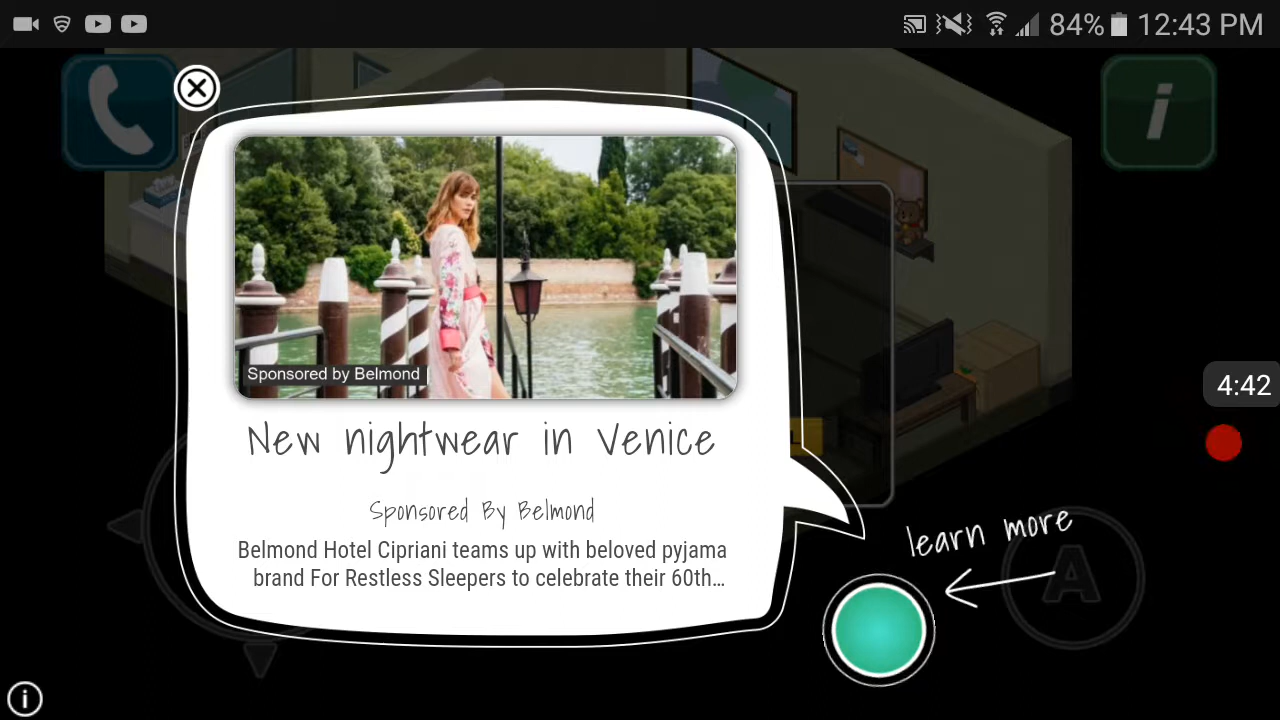 84% 12:43 PM
i
Sponsored by Belmond
4:42
New nightwear in Venice
Sponsored By Belmond
Belmond Hotel Cipriani teams up with beloved pyjama
brand For Restless Sleepers to celebrate their 60th…
learn more
A
i